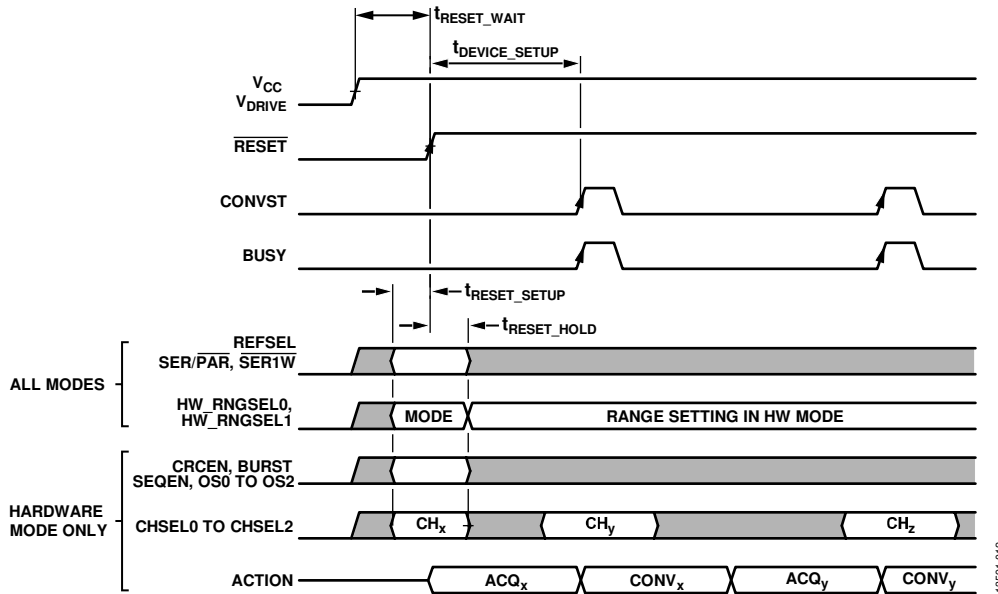 tRESET_WAIT
tDEVICE_SETUP
VCC
VDRIVE
RESET
CONVST
BUSY
tRESET_SETUP
tRESET_HOLD
ALL MODES
REFSEL
SER/PAR, SER1W
HW_RNGSEL0,
HW_RNGSEL1
MODE
RANGE SETTING IN HW MODE
HARDWARE
MODE ONLY
CRCEN, BURST
SEQEN, OS0 TO OS2
CHSEL0 TO CHSEL2
CHx
CHy
CHz
ACTION
ACQx
CONVx
ACQy
CONVy